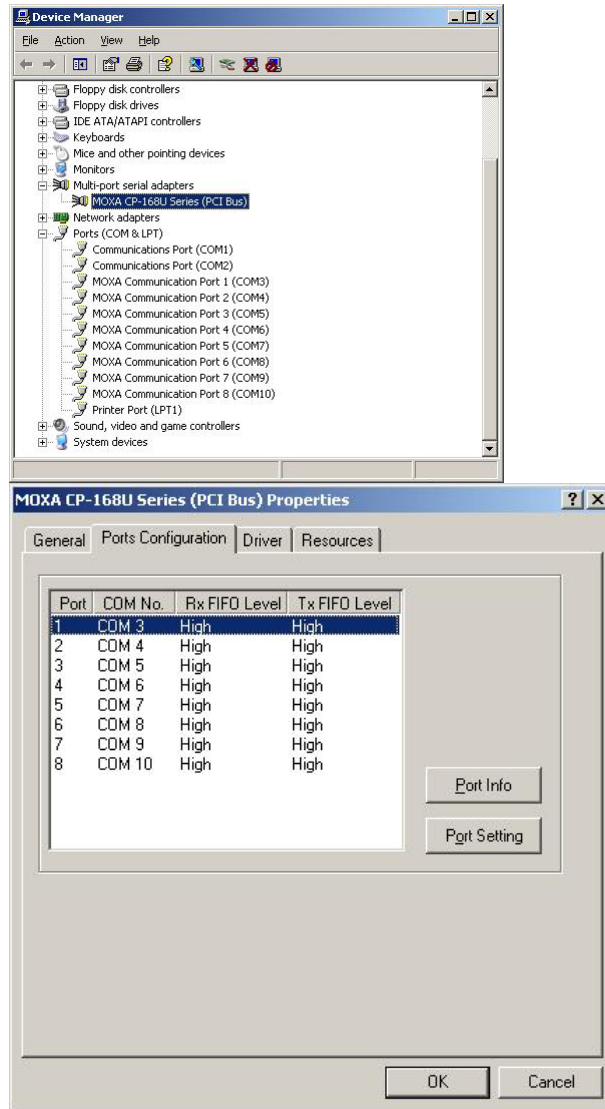 Device Manager
File Action View Help
Floppy disk controllers
Floppy disk drives
IDE ATA/ATAPI controllers
Keyboards
Mice and other pointing devices
Monitors
Multi-port serial adapters
MOXA CP-168U Series (PCI Bus)
Network adapters
Ports (COM & LPT)
Communications Port (COM1)
Communications Port (COM2)
MOXA Communication Port 1 (COM3)
MOXA Communication Port 2 (COM4)
MOXA Communication Port 3 (COM5)
MOXA Communication Port 4 (COM6)
MOXA Communication Port 5 (COM7)
MOXA Communication Port 6 (COM8)
MOXA Communication Port 7 (COM9)
MOXA Communication Port 8 (COM10)
Printer Port (LPT1)
Sound, video and game controllers
System devices
MOXA CP-168U Series (PCI Bus) Properties
General Ports Configuration Driver Resources
Port COM No. Rx FIFO Level Tx FIFO Level
1 COM 3 High High
2 COM 4 High High
3 COM 5 High High
4 COM 6 High High
5 COM 7 High High
6 COM 8 High High
7 COM 9 High High
8 COM 10 High High
Port Info
Port Setting
OK Cancel